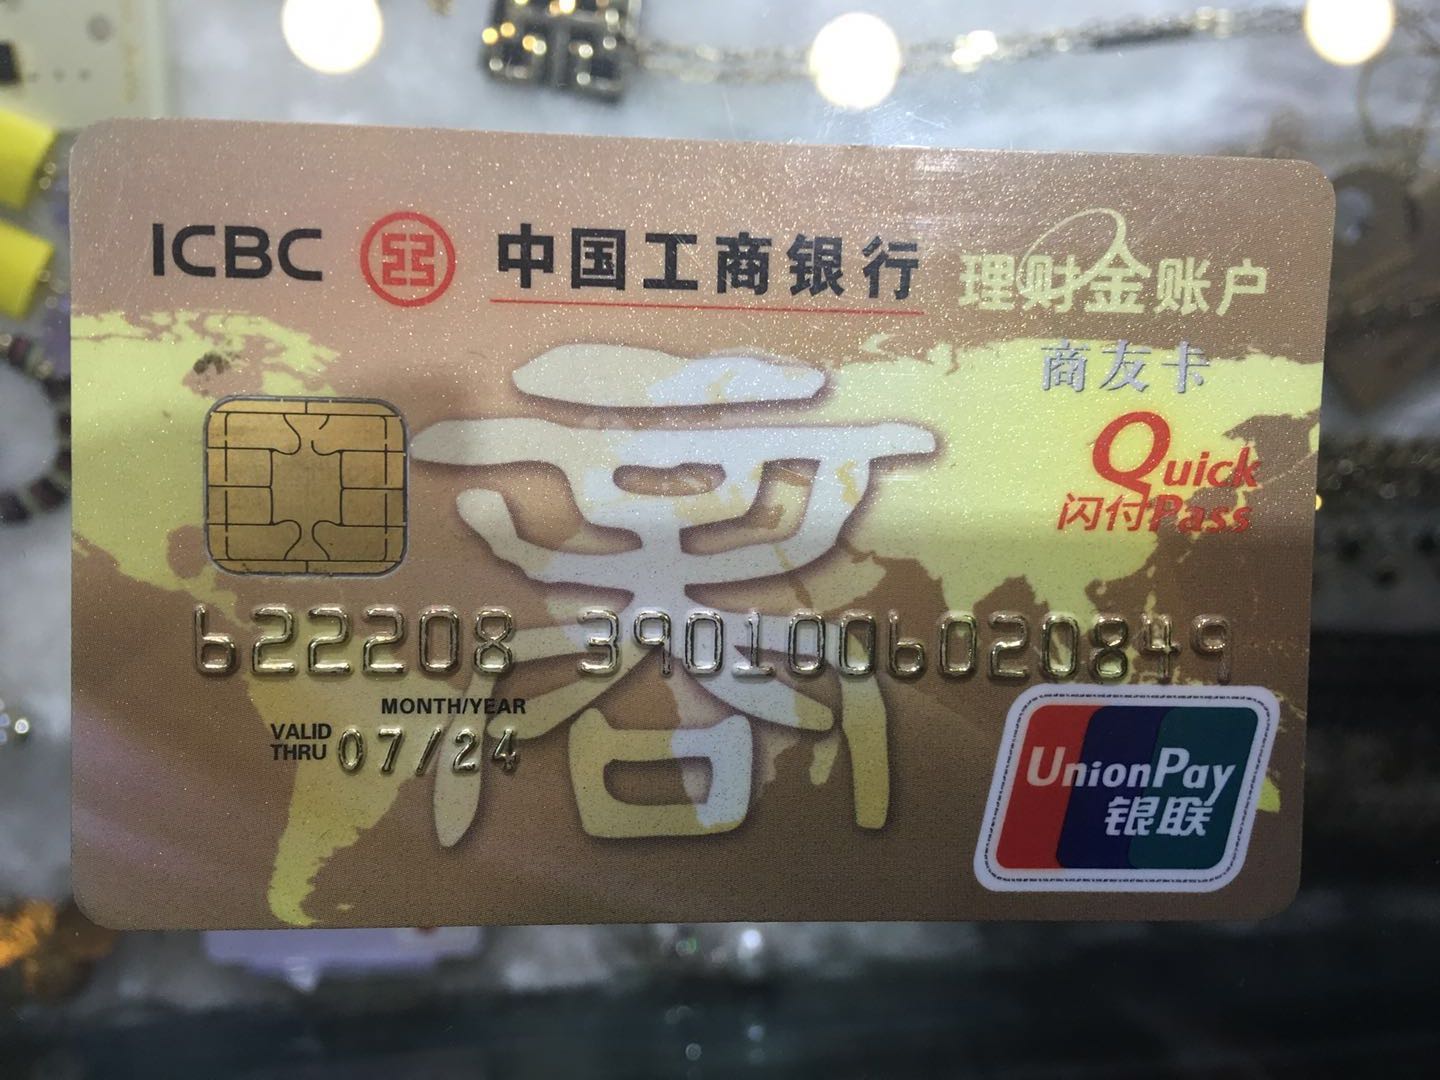 ICBC 中国工商银行 理财金账户
商友卡
Quick
闪付Pass
商
622208 3901006020849
MONTH/YEAR
VALID THRU 07/24
UnionPay
银联